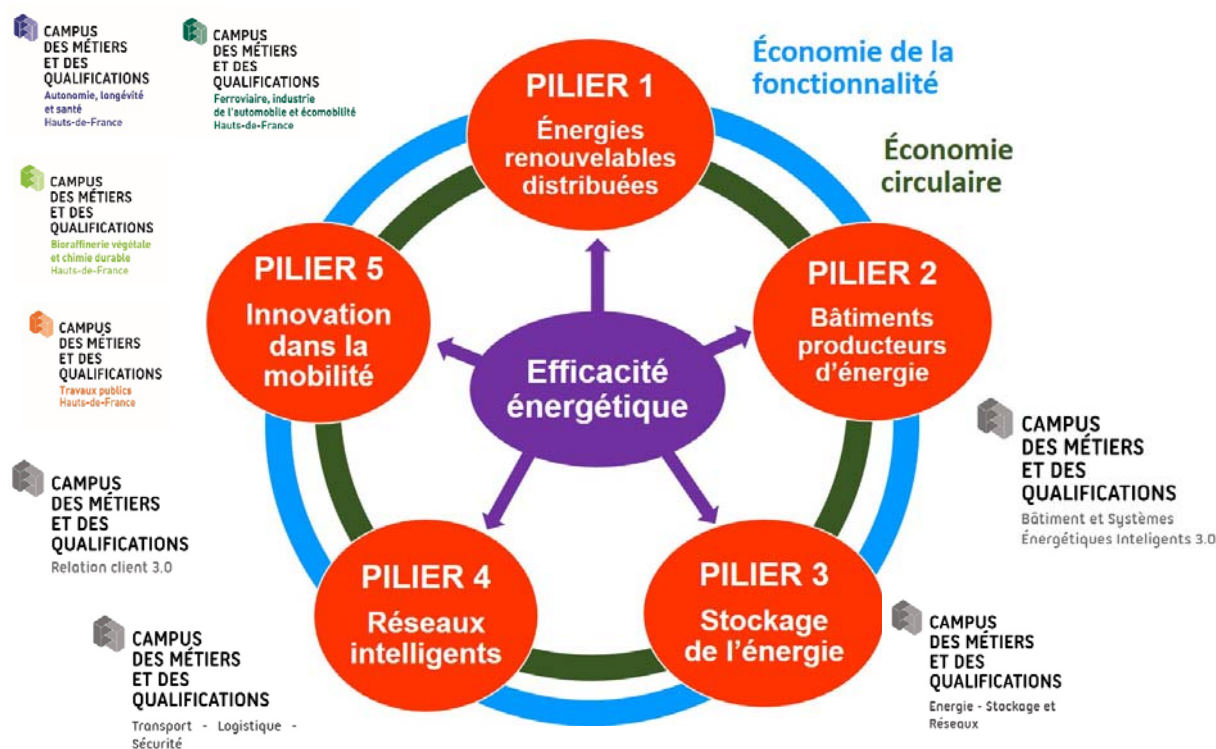 CAMPUS
DES MÉTIERS
ET DES
QUALIFICATIONS
Autonomie, longévité
et santé
Hauts-de-France
CAMPUS
DES MÉTIERS
ET DES
QUALIFICATIONS
Ferroviaire, industrie
de l'automobile et écomobilité
Hauts-de-France
CAMPUS
DES MÉTIERS
ET DES
QUALIFICATIONS
Bioraffinerie végétale
et chimie durable
Hauts-de-France
CAMPUS
DES MÉTIERS
ET DES
QUALIFICATIONS
Travaux publics
Hauts-de-France
CAMPUS
DES MÉTIERS
ET DES
QUALIFICATIONS
Relation client 3.0
CAMPUS
DES MÉTIERS
ET DES
QUALIFICATIONS
Transport - Logistique -
Sécurité
PILIER 1
Énergies
renouvelables
distribuées
Économie de la
fonctionnalité
Économie
circulaire
PILIER 5
Innovation
dans la
mobilité
Efficacité
énergétique
PILIER 2
Bâtiments
producteurs
d'énergie
PILIER 4
Réseaux
intelligents
PILIER 3
Stockage
de l'énergie
CAMPUS
DES MÉTIERS
ET DES
QUALIFICATIONS
Bâtiment et Systèmes
Énergétiques Inteligents 3.0
CAMPUS
DES MÉTIERS
ET DES
QUALIFICATIONS
Energie - Stockage et
Réseaux